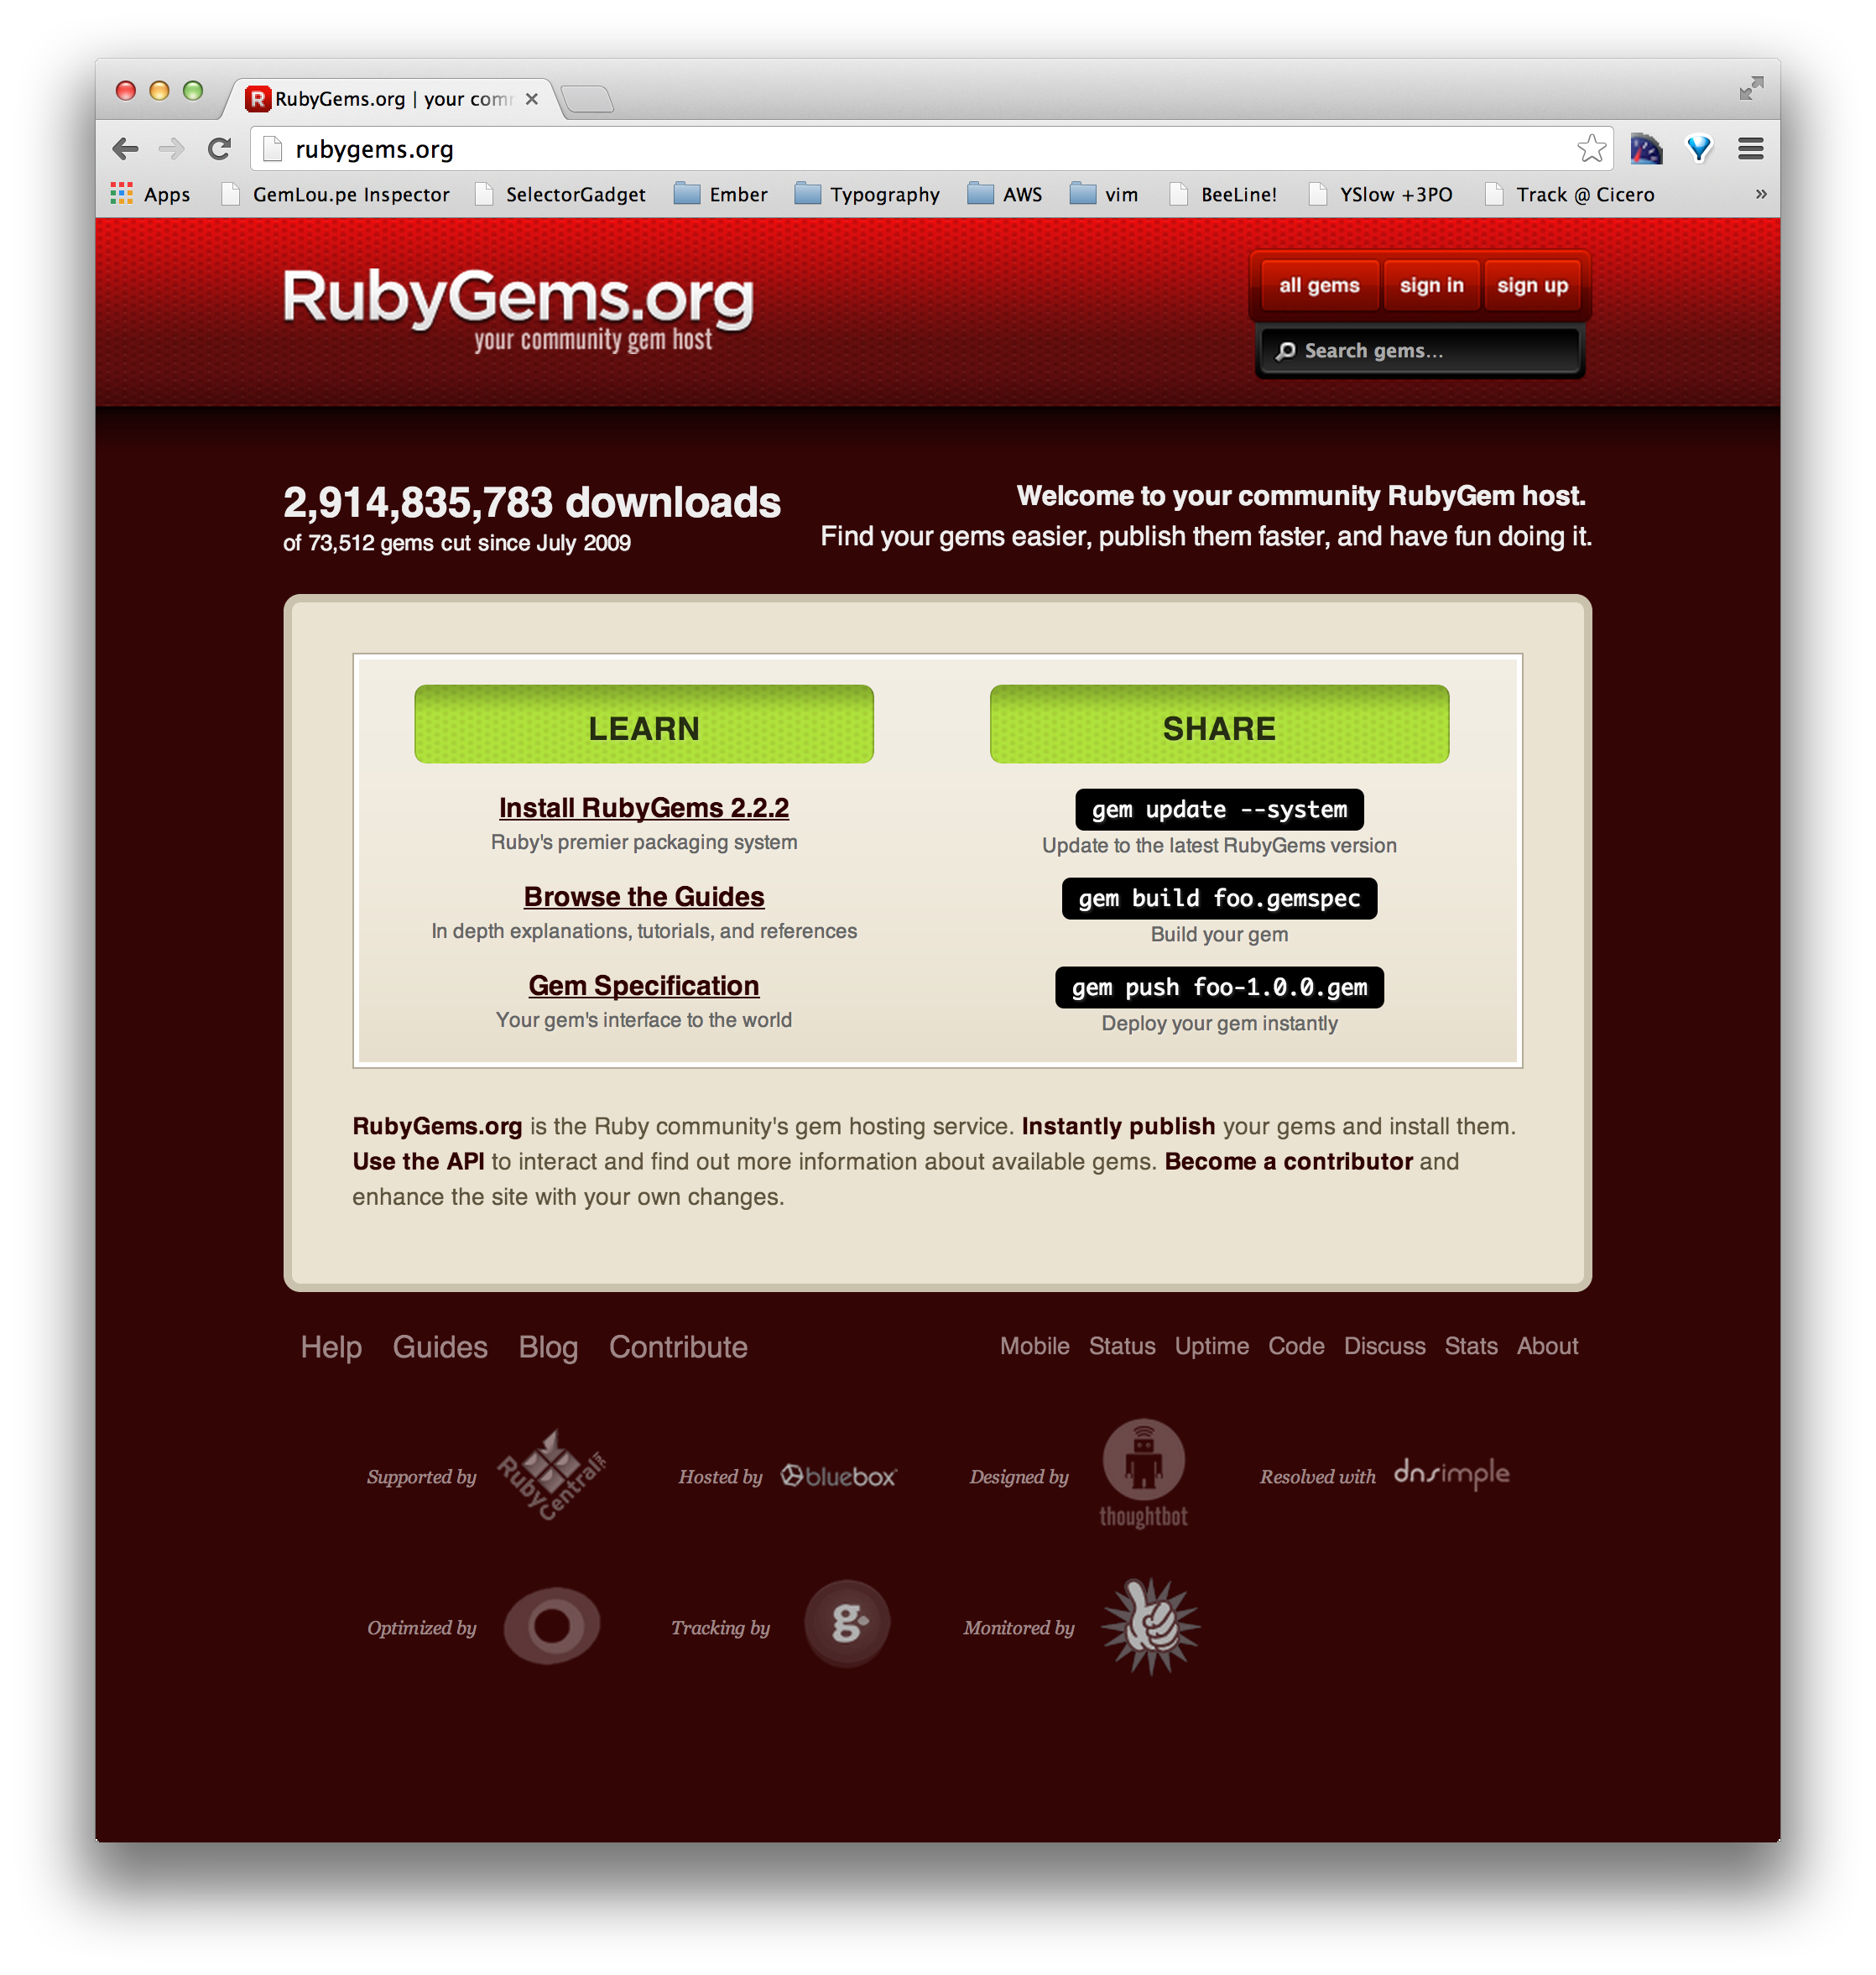 RubyGems.org | your com
rubygems.org
Apps GemLou.pe Inspector SelectorGadget Ember Typography AWS vim BeeLine! YSlow +3PO Track @ Cicero »
RubyGems.org
your community gem host
all gems sign in sign up
Search gems...
2,914,835,783 downloads
of 73,512 gems cut since July 2009
Welcome to your community RubyGem host.
Find your gems easier, publish them faster, and have fun doing it.
LEARN
Install RubyGems 2.2.2
Ruby's premier packaging system
Browse the Guides
In depth explanations, tutorials, and references
Gem Specification
Your gem's interface to the world
SHARE
gem update --system
Update to the latest RubyGems version
gem build foo.gemspec
Build your gem
gem push foo-1.0.0.gem
Deploy your gem instantly
RubyGems.org is the Ruby community's gem hosting service. Instantly publish your gems and install them.
Use the API to interact and find out more information about available gems. Become a contributor and
enhance the site with your own changes.
Help Guides Blog Contribute
Mobile Status Uptime Code Discuss Stats About
Supported by RubyCentral Inc
Hosted by bluebox
Designed by thoughtbot
Resolved with dnsimple
Optimized by
Tracking by g
Monitored by